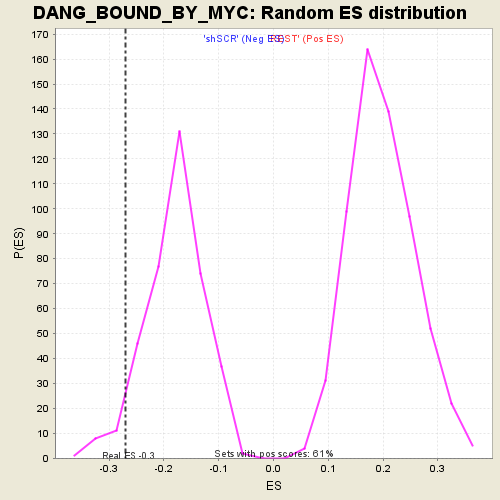 DANG_BOUND_BY_MYC: Random ES distribution
'shSCR' (Neg ES) 'TEST' (Pos ES)
170
160
150
140
130
120
110
100
90
80
70
60
50
40
30
20
10
0
P(ES)
Real ES -0.3
Sets with pos scores: 61%
-0.3 -0.2 -0.1 0.0 0.1 0.2 0.3
ES